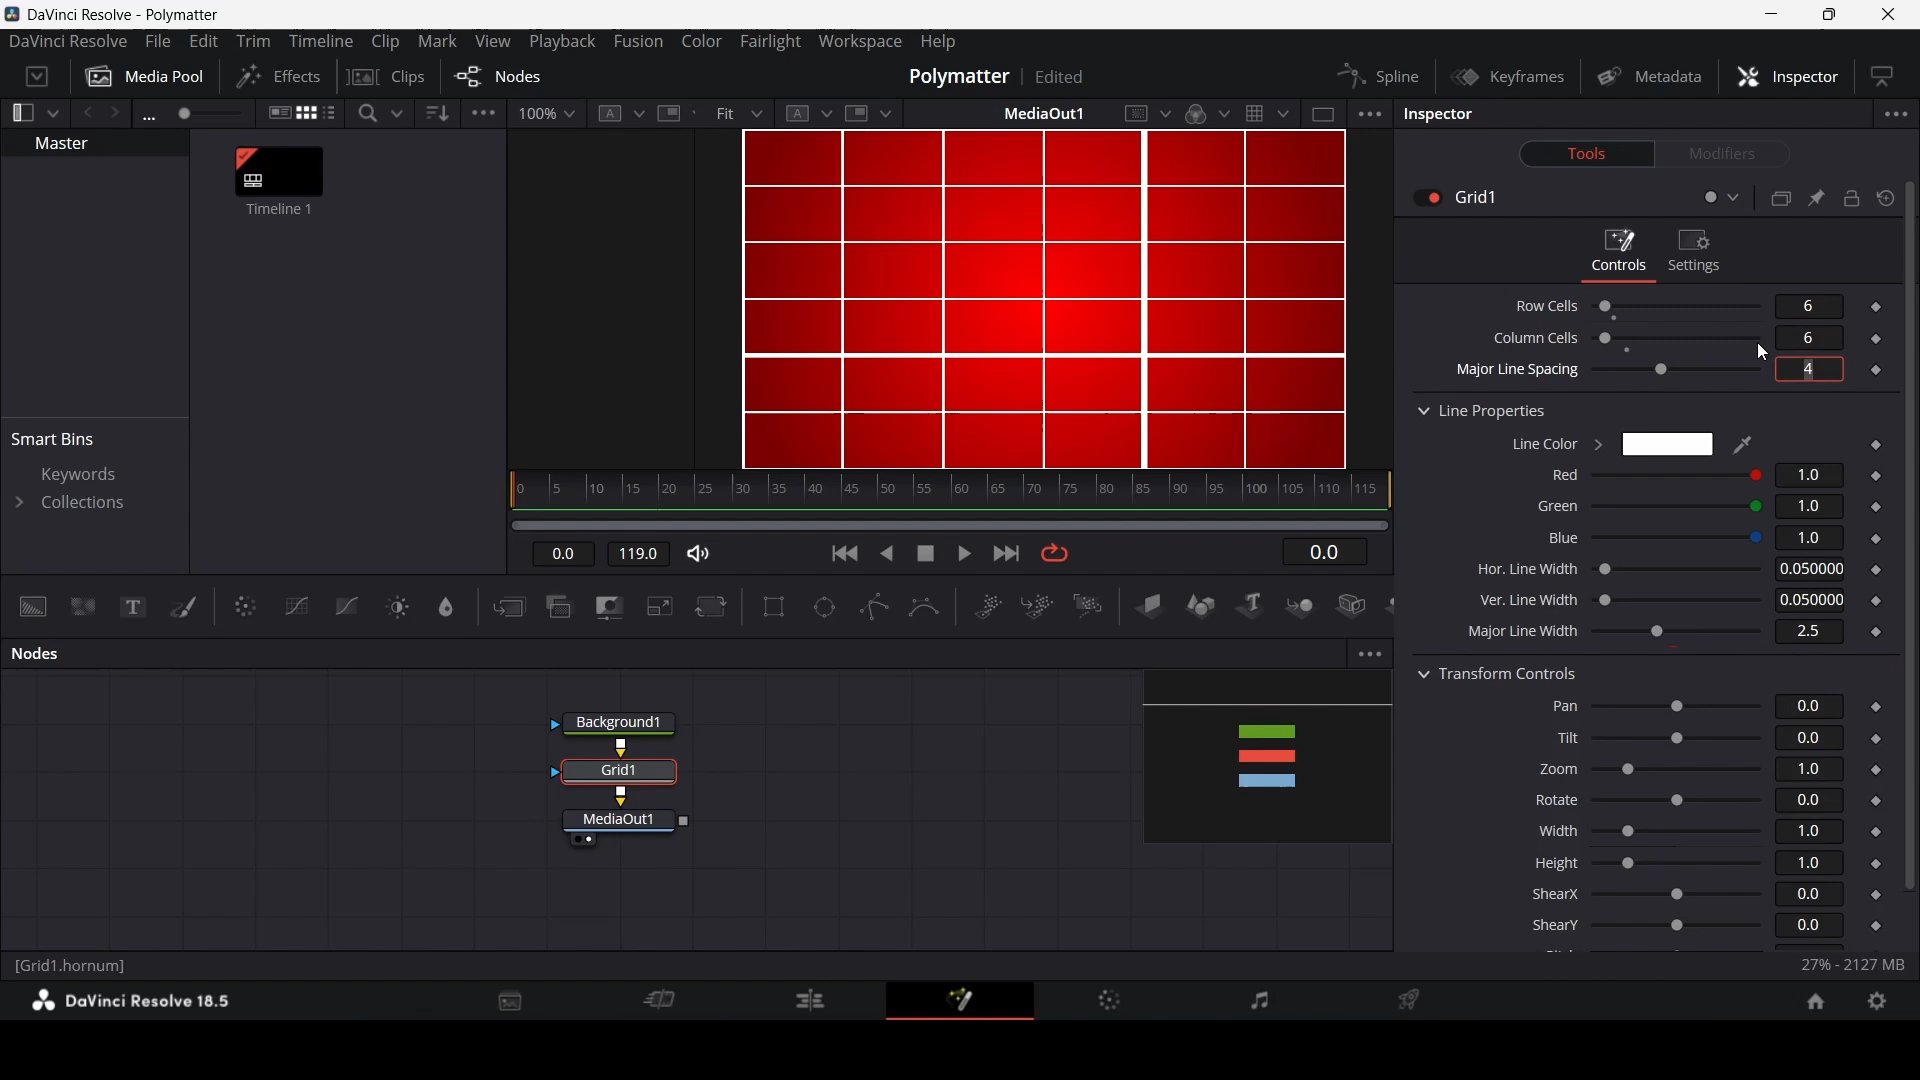 DaVinci Resolve - Polymatter
DaVinci Resolve File Edit Trim Timeline Clip Mark View Playback Fusion Color Fairlight Workspace Help
Media Pool Effects Clips Nodes Polymatter Edited Spline Keyframes Metadata Inspector
... 100% A Fit A MediaOut1 Inspector
Master
Timeline 1
Tools Modifiers
Grid1
Controls Settings
Row Cells 6
Column Cells 6
Major Line Spacing 4
Line Properties
Line Color
Red 1.0
Green 1.0
Blue 1.0
Hor. Line Width 0.050000
Ver. Line Width 0.050000
Major Line Width 2.5
Transform Controls
Pan 0.0
Tilt 0.0
Zoom 1.0
Rotate 0.0
Width 1.0
Height 1.0
ShearX 0.0
ShearY 0.0
Smart Bins
Keywords
Collections
0 5 10 15 20 25 30 35 40 45 50 55 60 65 70 75 80 85 90 95 100 105 110 115
0.0 119.0 0.0
T T
Nodes
Background1
Grid1
MediaOut1
[Grid1.hornum] 27% - 2127 MB
DaVinci Resolve 18.5